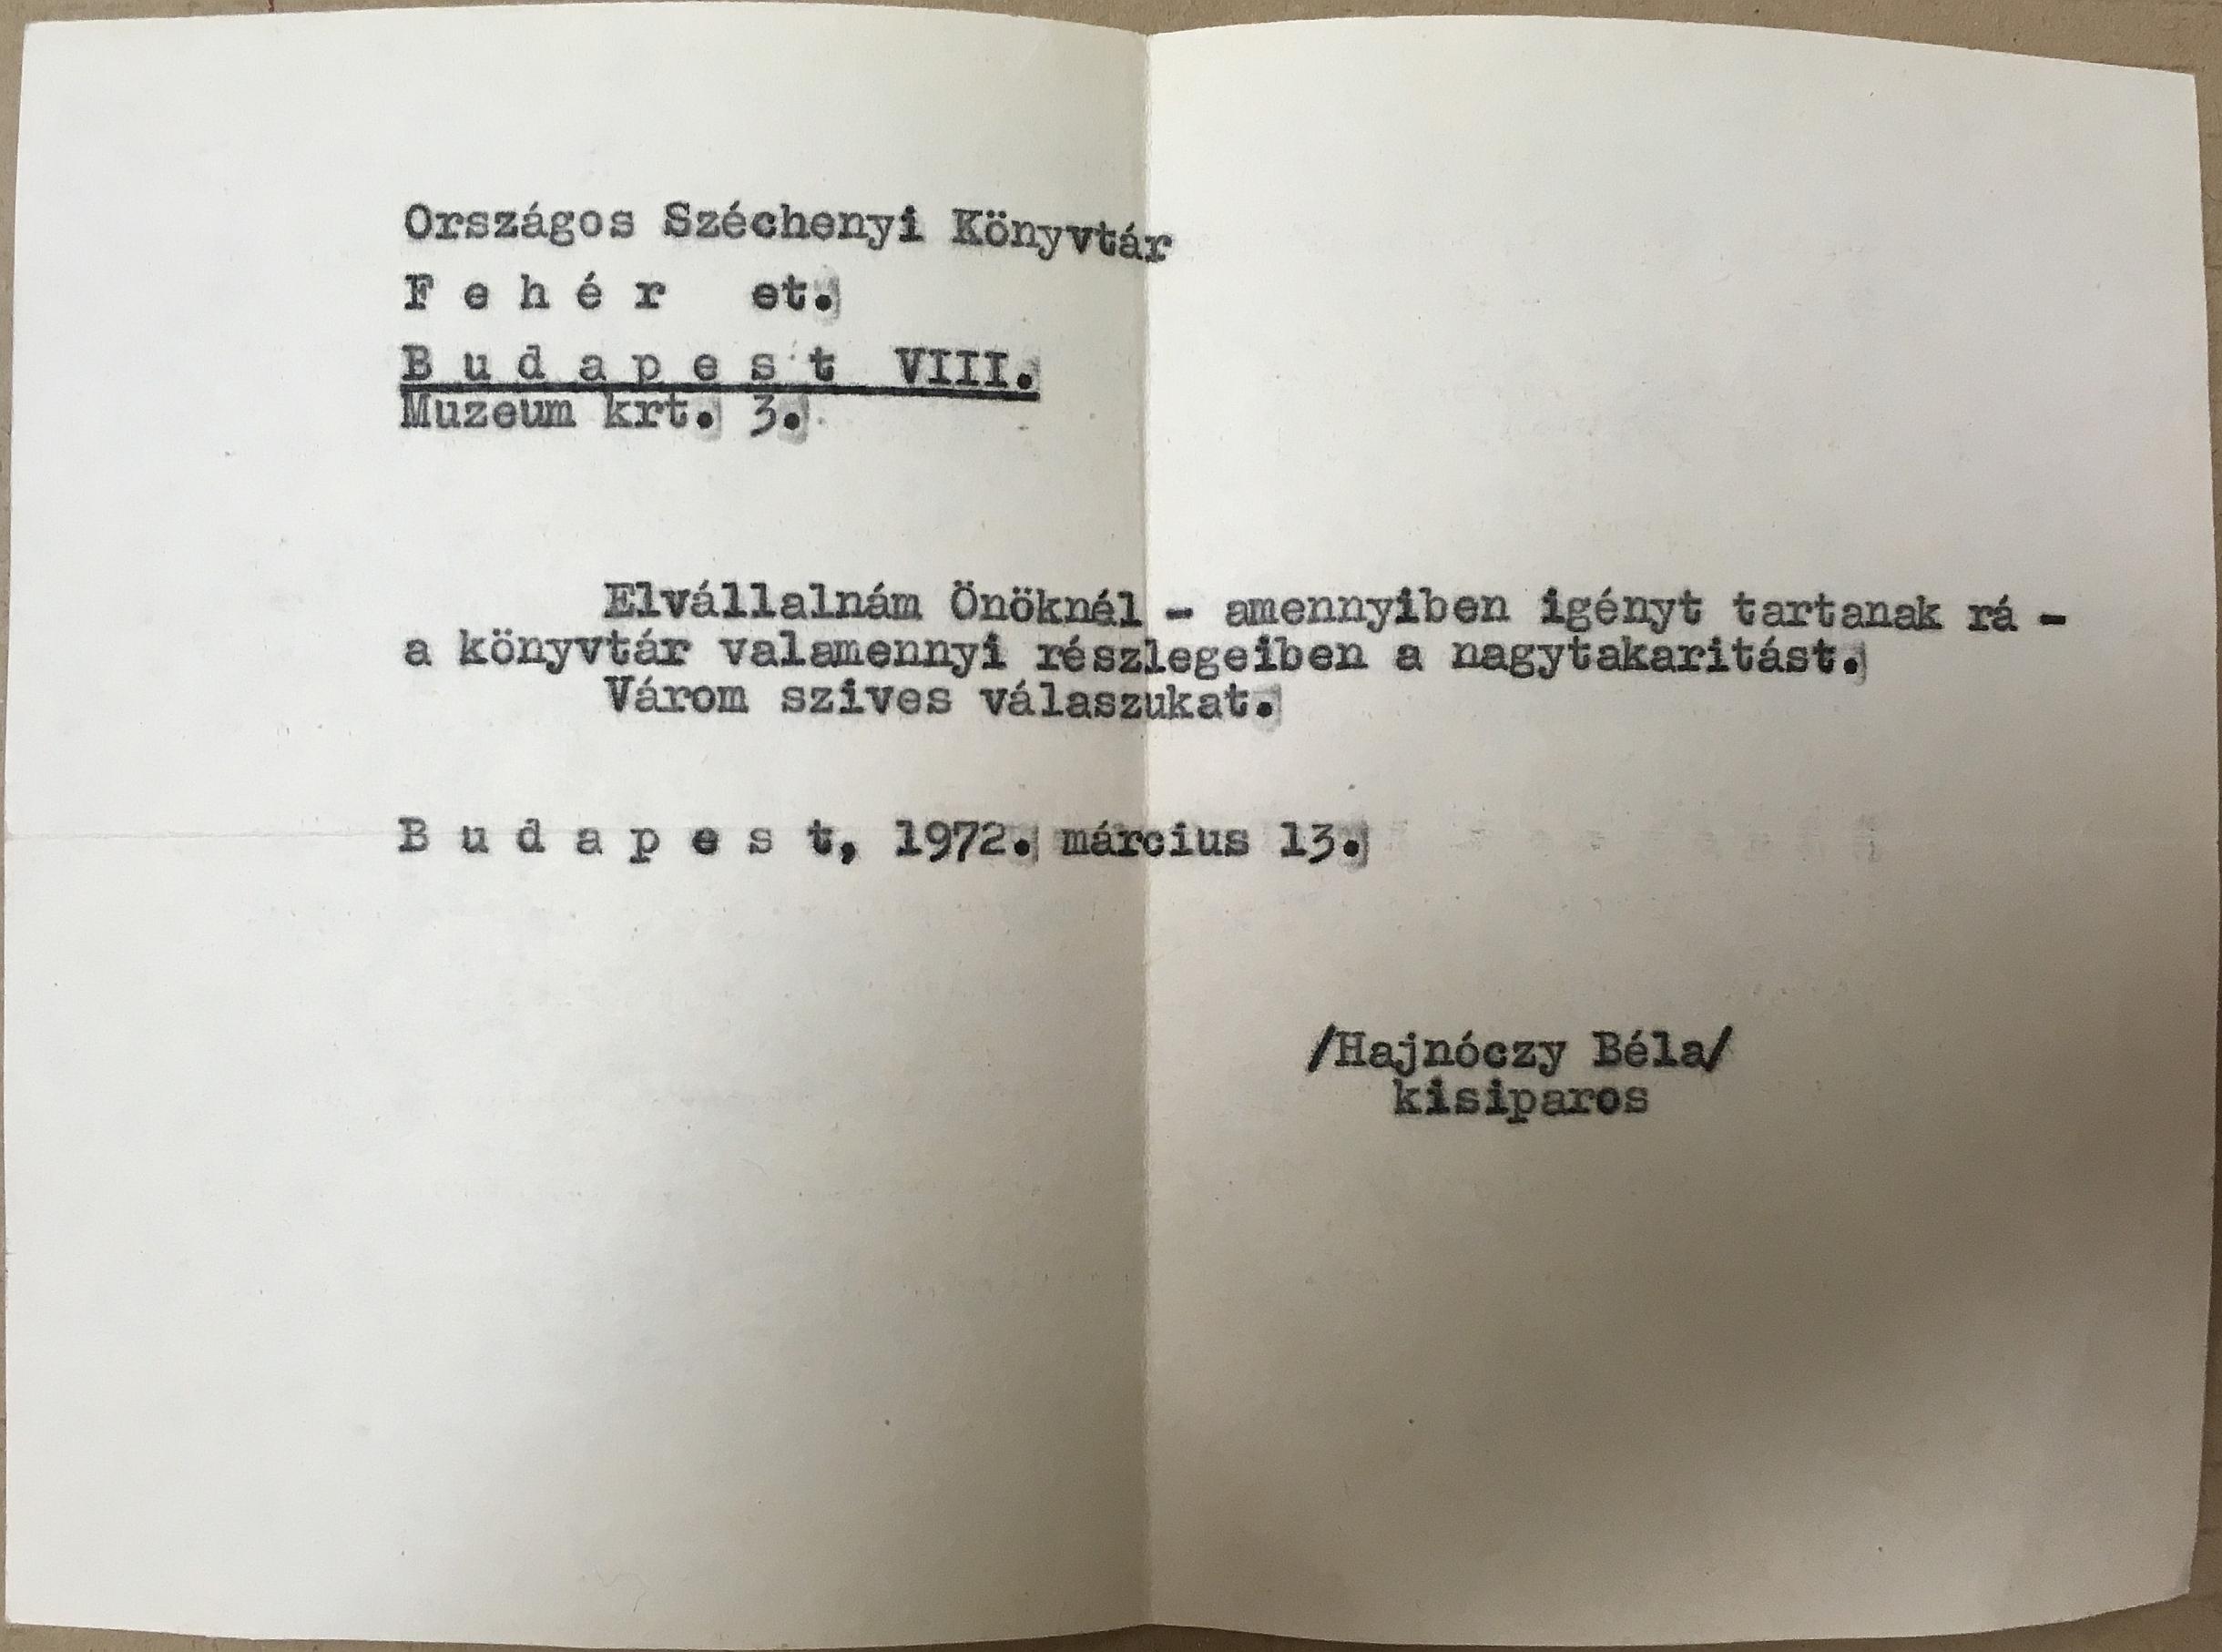 Országos Széchenyi Könyvtár
F e h é r et.
B u d a p e s t VIII.
Muzeum krt. 3.
Elvállalnám Önöknél - amennyiben igényt tartanak rá -
a könyvtár valamennyi részlegeiben a nagytakaritást.
Várom szives válaszukat.
B u d a p e s t, 1972. március 13.
/Hajnóczy Béla/
kisiparos